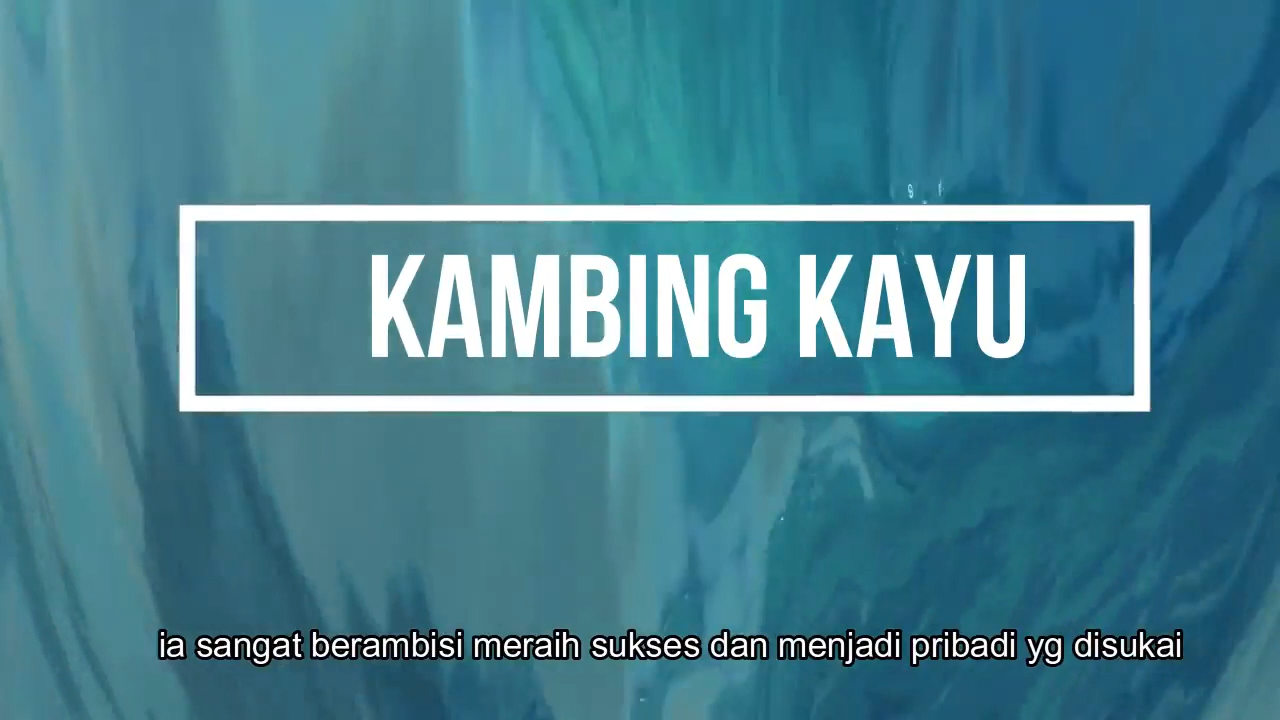 KAMBING KAYU
ia sangat berambisi meraih sukses dan menjadi pribadi yg disukai